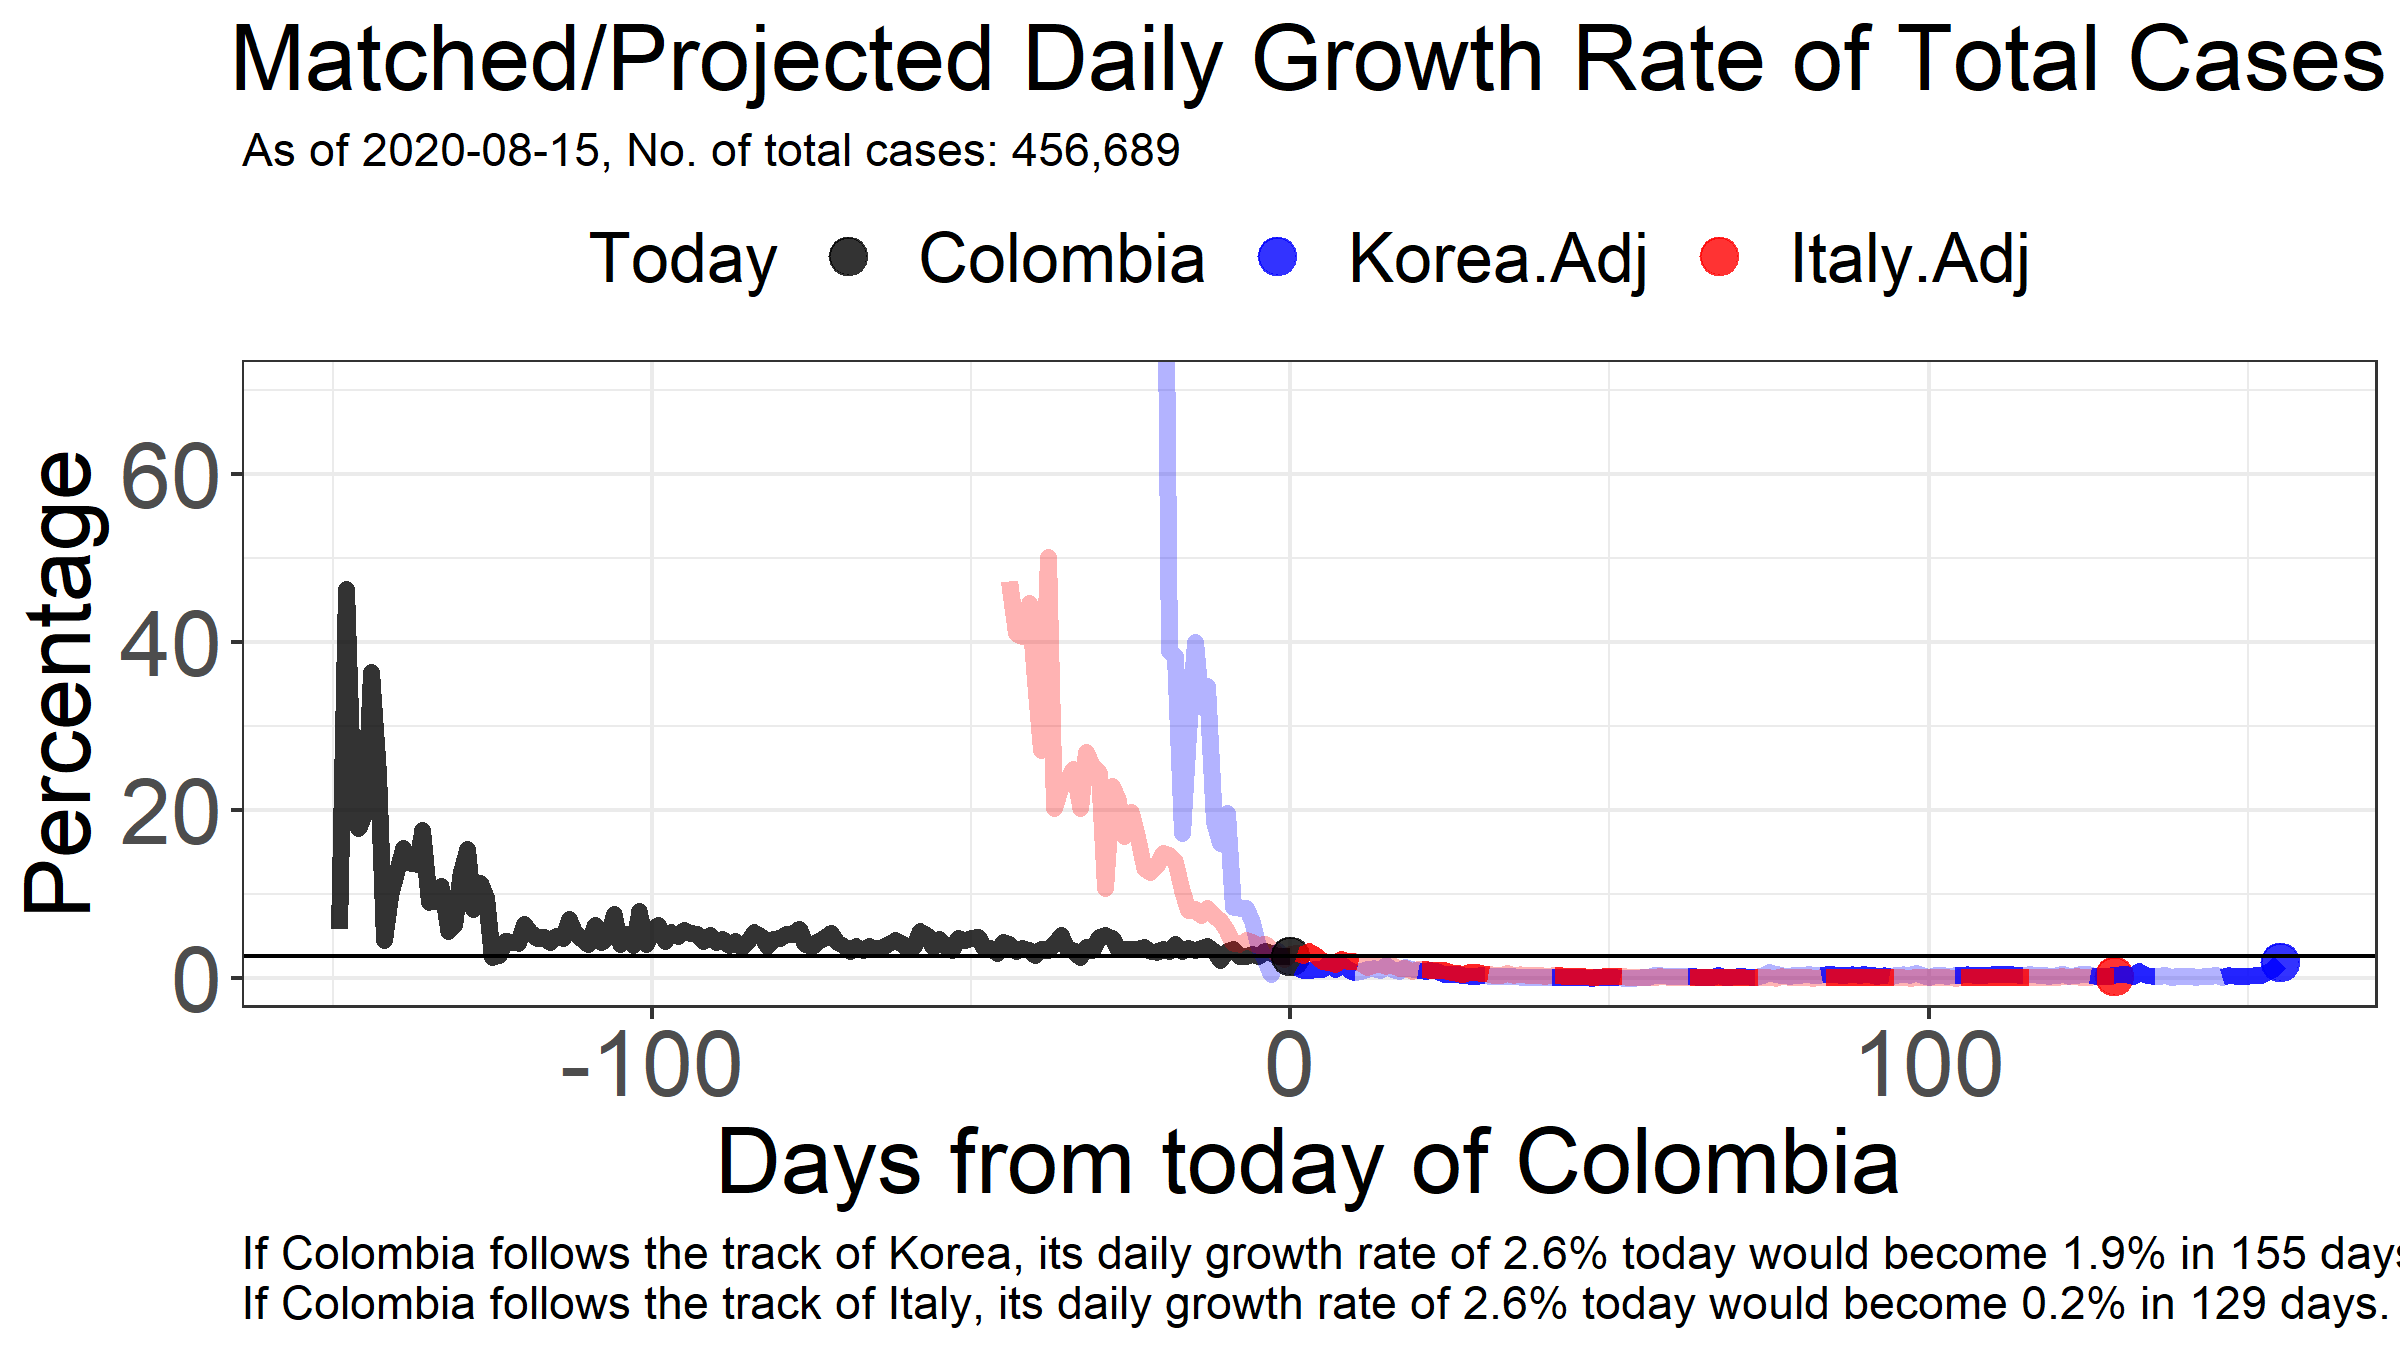 Matched/Projected Daily Growth Rate of Total Cases
As of 2020-08-15, No. of total cases: 456,689
Today Colombia Korea.Adj Italy.Adj
Percentage
60
40
20
0
-100 0 100
Days from today of Colombia
If Colombia follows the track of Korea, its daily growth rate of 2.6% today would become 1.9% in 155 days
If Colombia follows the track of Italy, its daily growth rate of 2.6% today would become 0.2% in 129 days.